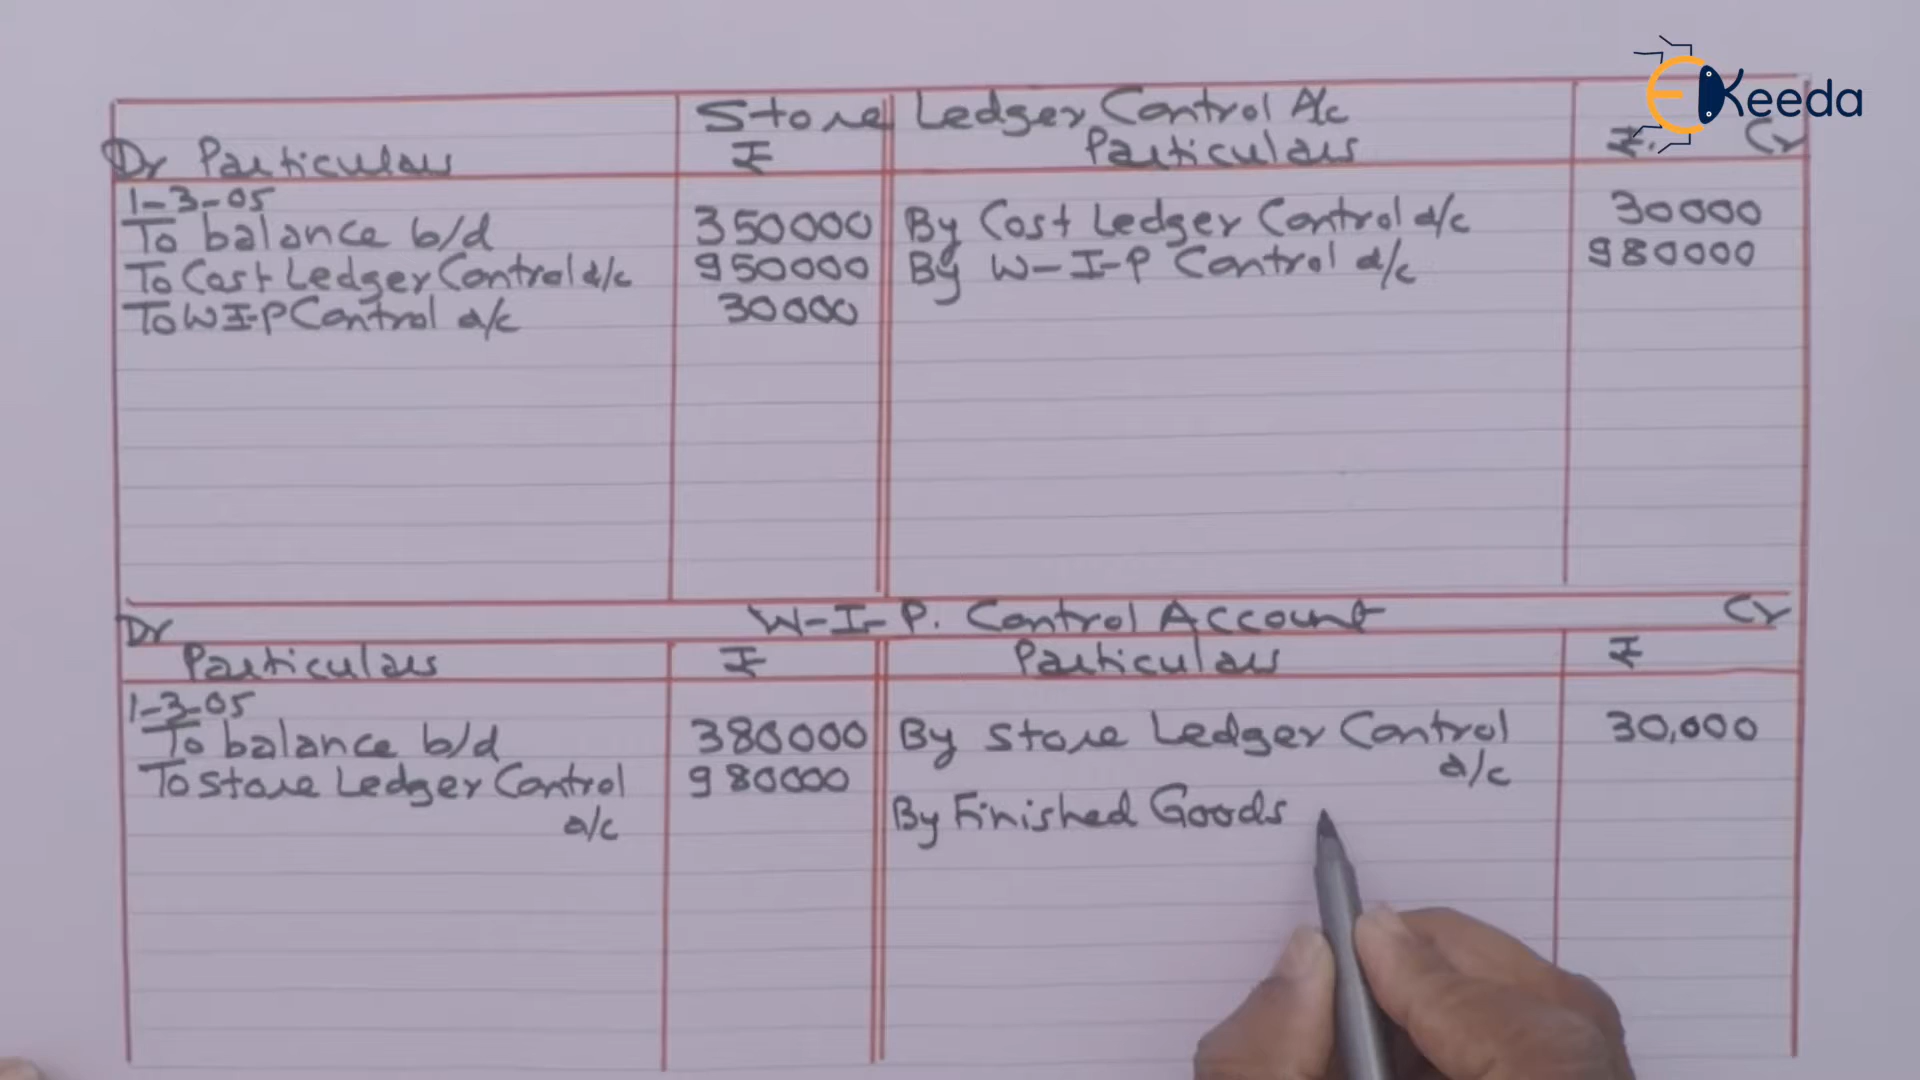 EKeeda
Store Ledger Control A/c
Dr Particulars ₹ Particulars ₹. Cr
1-3-05
To balance b/d 350000 By Cost Ledger Control a/c 30000
To Cost Ledger Control a/c 950000 By W-I-P Control a/c 980000
To W I-P Control a/c 30000
Dr W-I-P. Control Account Cr
Particulars ₹ Particulars ₹
1-3-05
To balance b/d 380000 By Store Ledger Control 30,000
a/c
To Store Ledger Control 980000
a/c
By Finished Goods